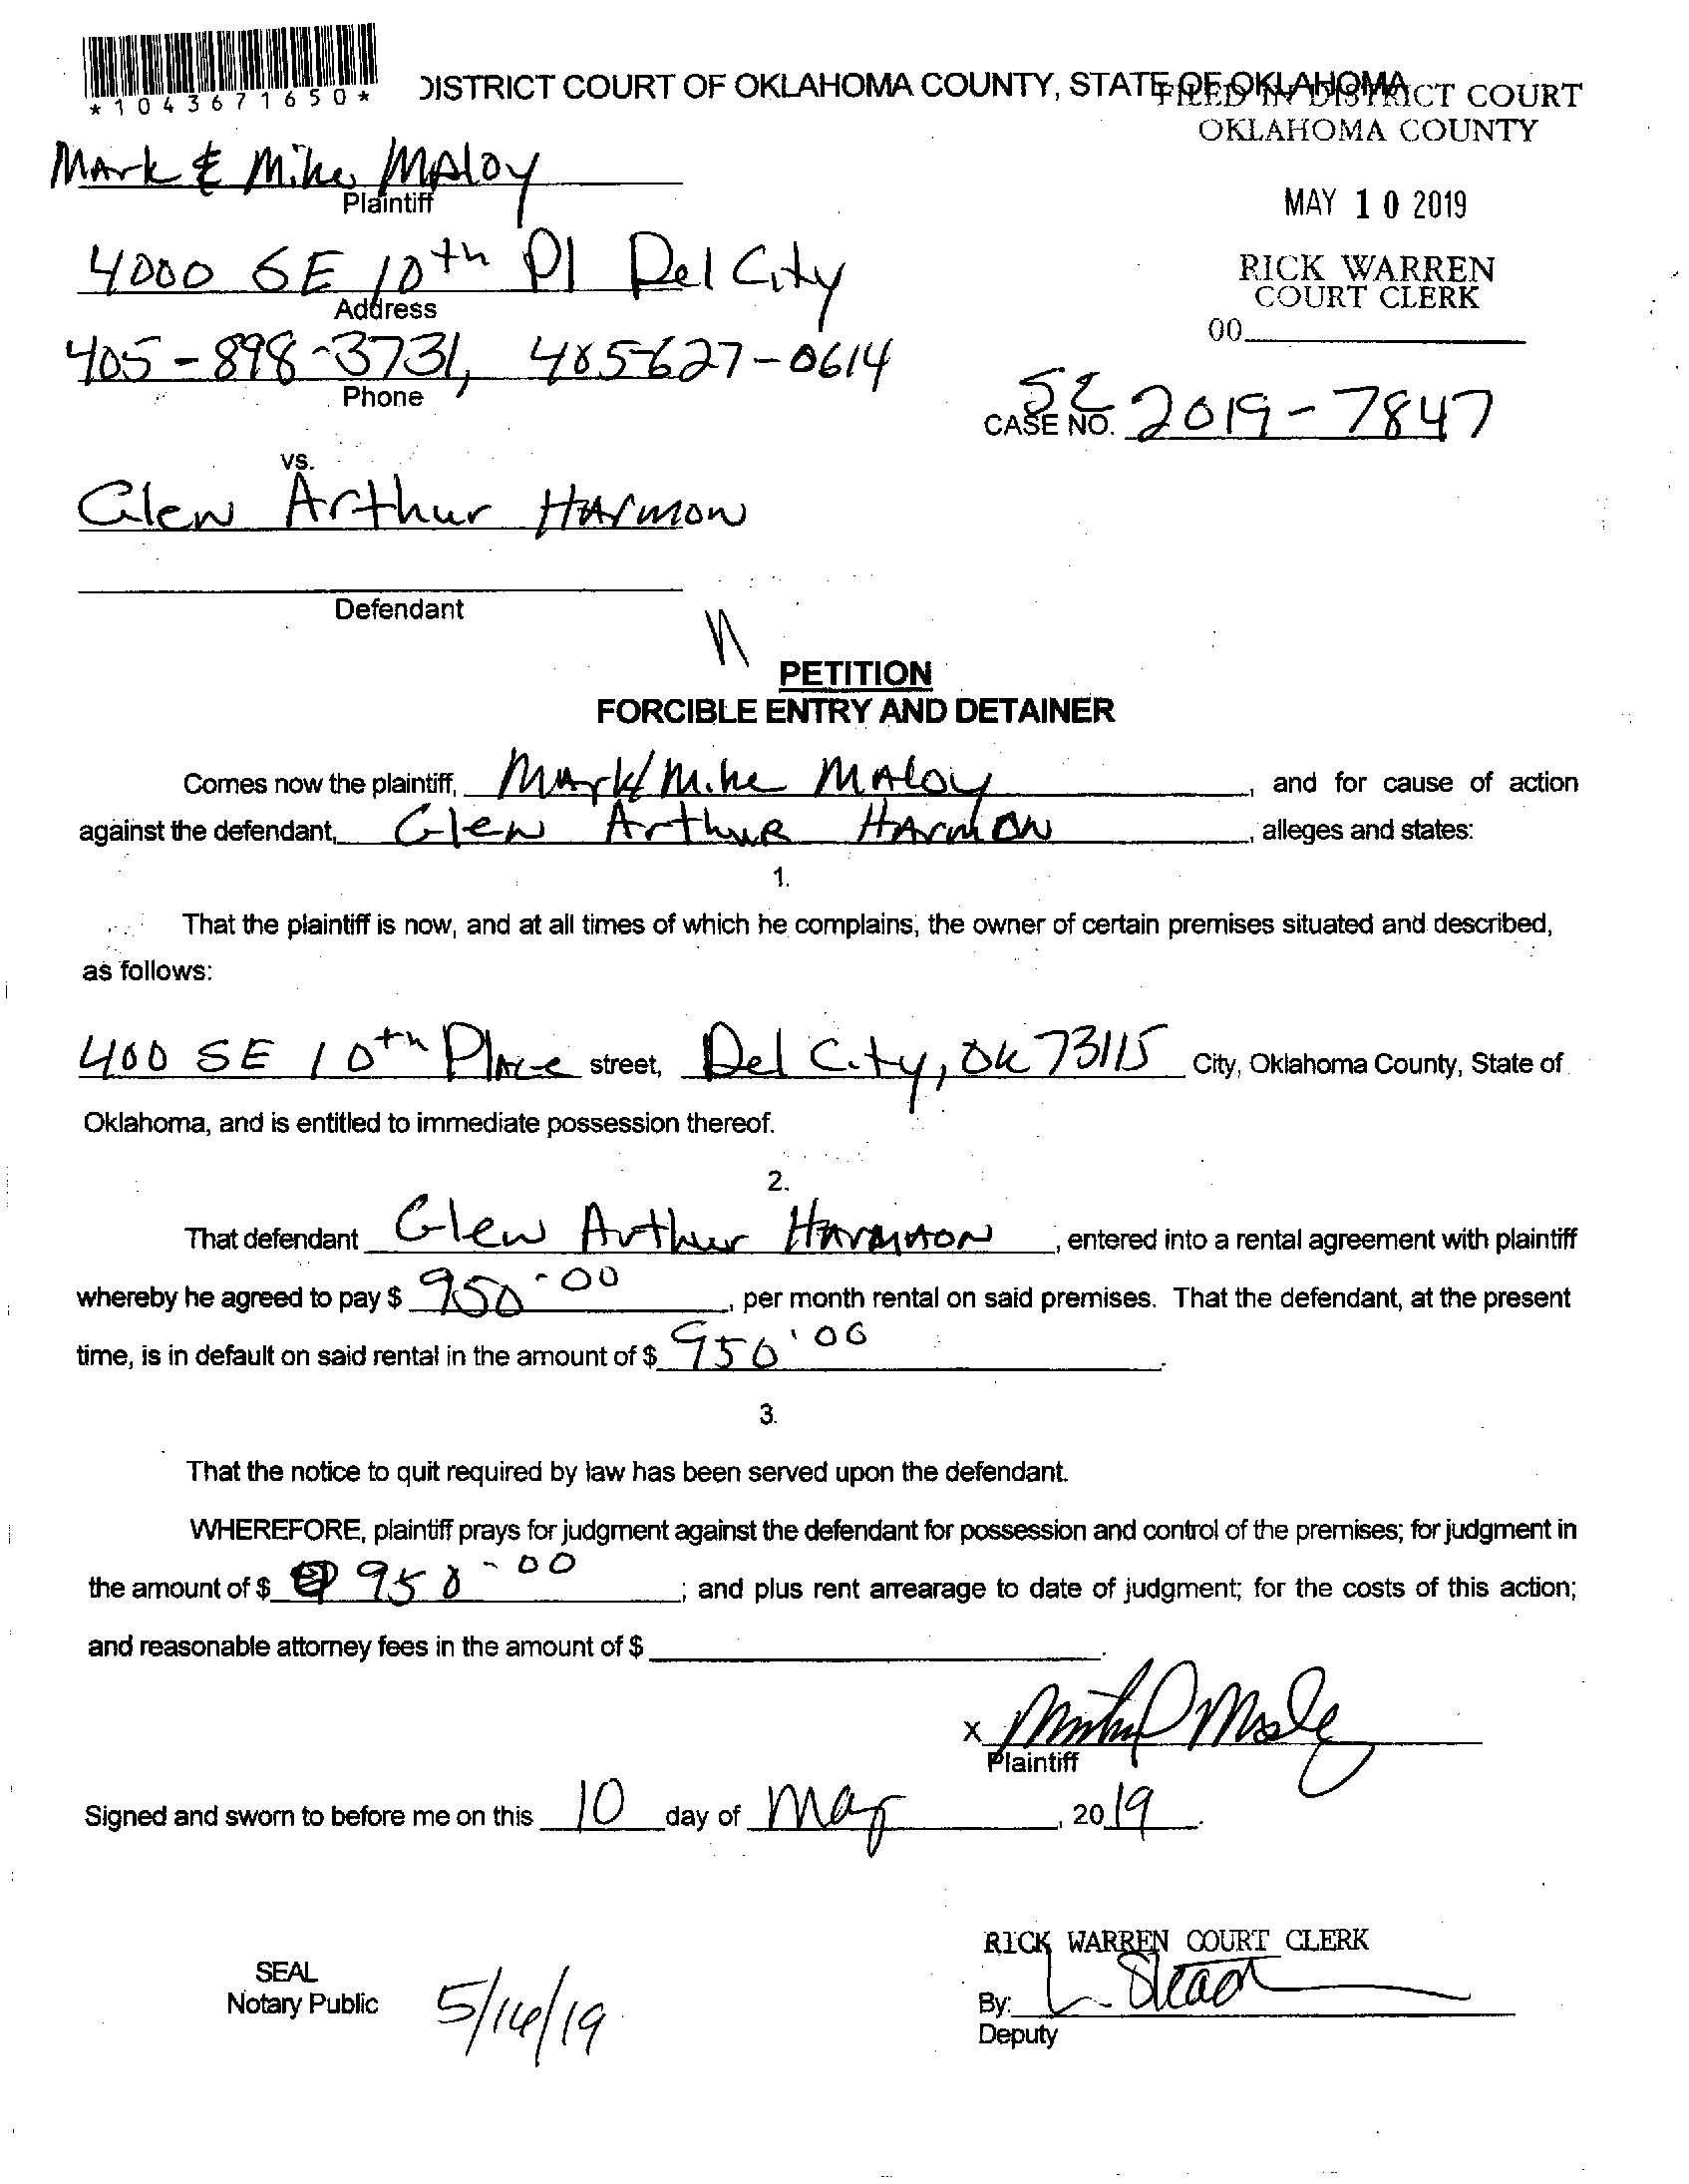 *1043671650*
DISTRICT COURT OF OKLAHOMA COUNTY, STATE OF OKLAHOMA
FILED IN DISTRICT COURT
OKLAHOMA COUNTY
Mark & Mike Maloy
Plaintiff
MAY 10 2019
4000 SE 10th Pl Del City
Address
RICK WARREN
COURT CLERK
00
405-898-3731, 405-627-0614
Phone
CASE NO. SC 2019-7847
vs.
Glen Arthur Harmon
Defendant
PETITION
FORCIBLE ENTRY AND DETAINER
Comes now the plaintiff, Mark/Mike Maloy, and for cause of action
against the defendant, Glen Arthur Harmon, alleges and states:
1.
That the plaintiff is now, and at all times of which he complains, the owner of certain premises situated and described,
as follows:
400 SE 10th Place street, Del City, OK 73115 City, Oklahoma County, State of
Oklahoma, and is entitled to immediate possession thereof.
2.
That defendant Glen Arthur Harmon, entered into a rental agreement with plaintiff
whereby he agreed to pay $ 950.00, per month rental on said premises. That the defendant, at the present
time, is in default on said rental in the amount of $ 950.00.
3.
That the notice to quit required by law has been served upon the defendant.
WHEREFORE, plaintiff prays for judgment against the defendant for possession and control of the premises; for judgment in
the amount of $ 950-00; and plus rent arrearage to date of judgment; for the costs of this action;
and reasonable attorney fees in the amount of $ .
x
Plaintiff
Signed and sworn to before me on this 10 day of May, 2019.
RICK WARREN COURT CLERK
SEAL
Notary Public
By:
Deputy